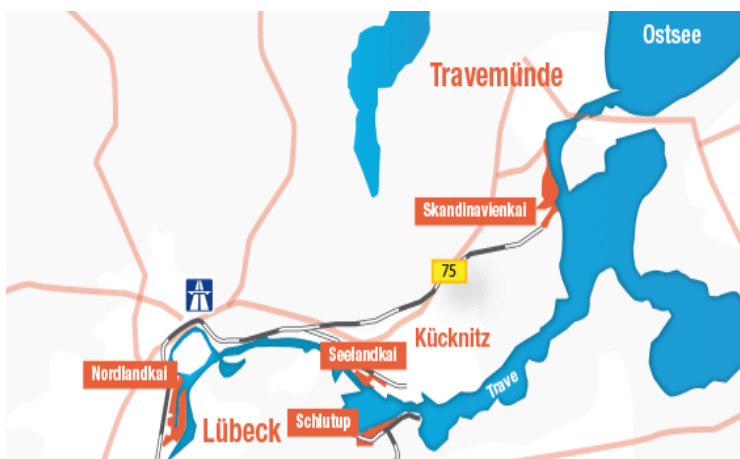 Ostsee
Travemünde
Skandinavienkai
75
Kücknitz
Seelandkai
Nordlandkai
Trave
Schlutup
Lübeck